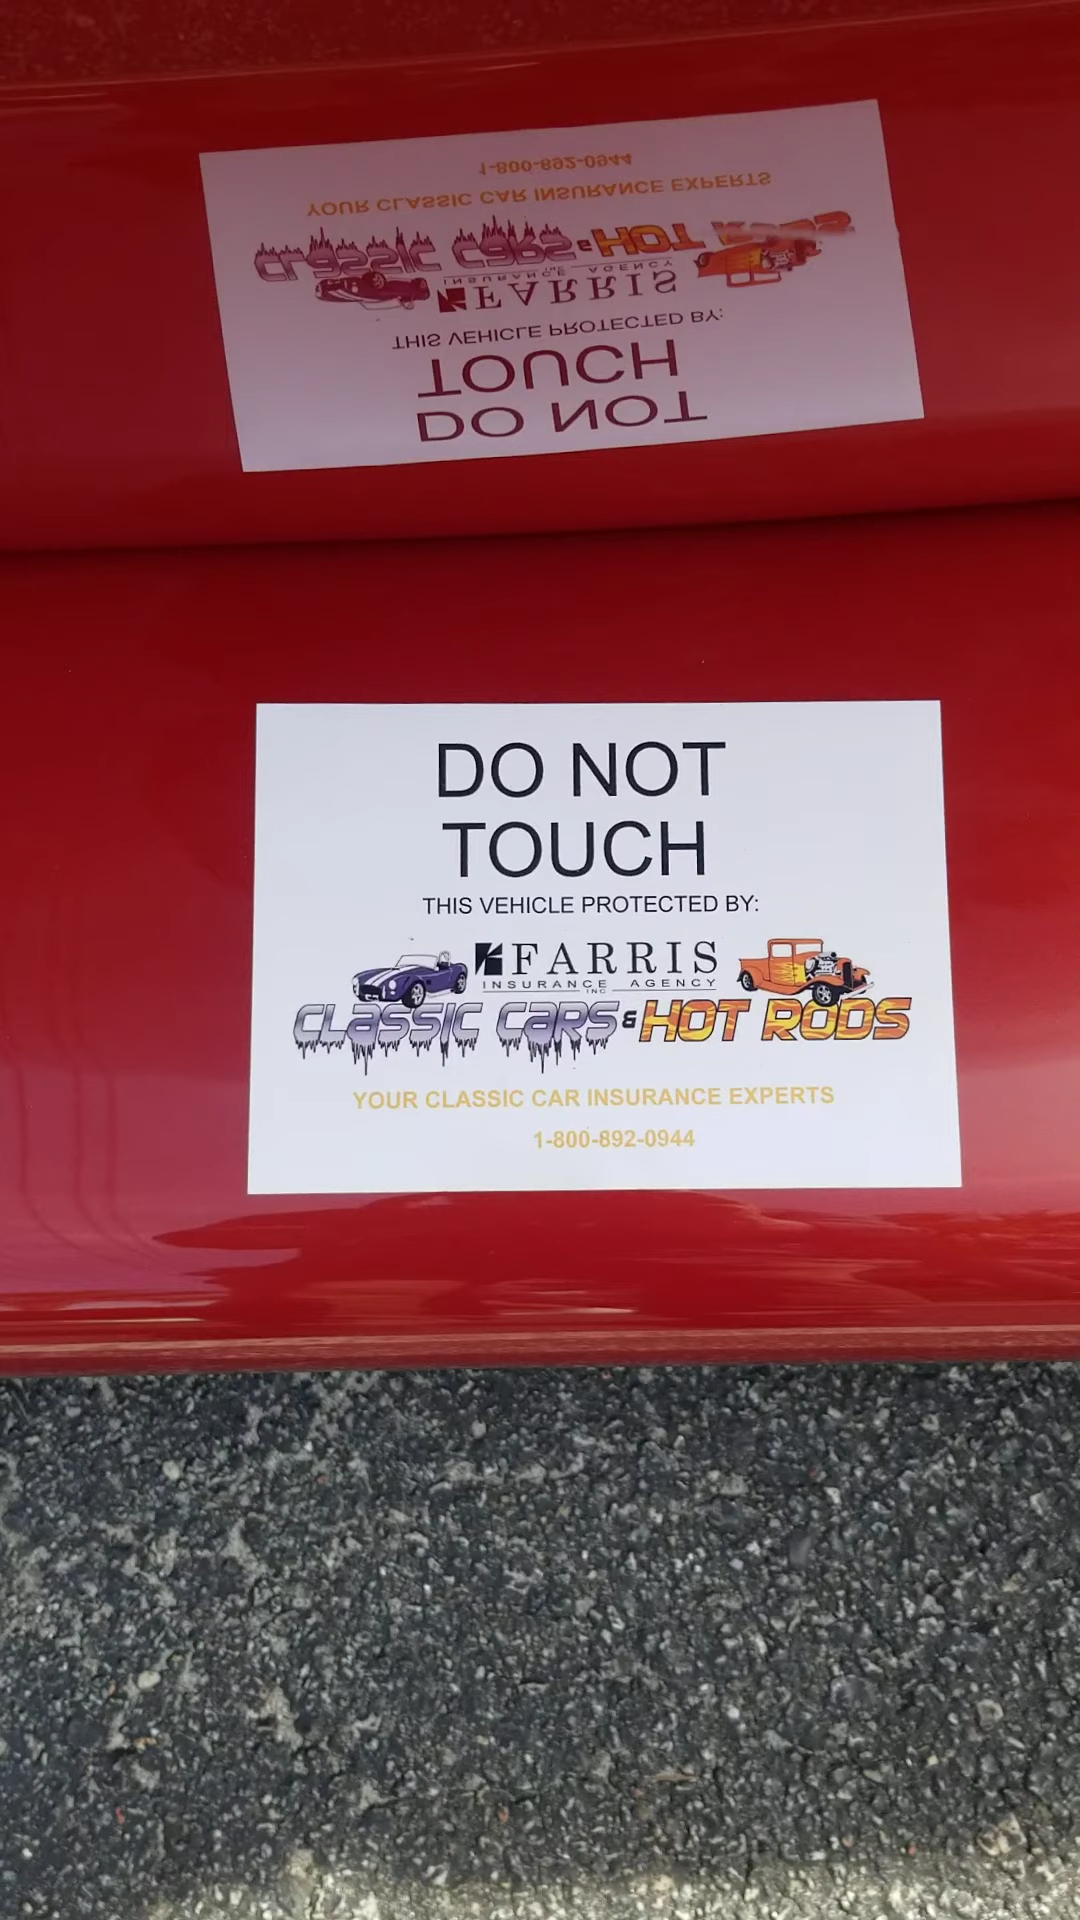 DO NOT
TOUCH
THIS VEHICLE PROTECTED BY:
FARRIS
INSURANCE AGENCY
INC
CLASSIC CARS & HOT RODS
YOUR CLASSIC CAR INSURANCE EXPERTS
1-800-892-0944